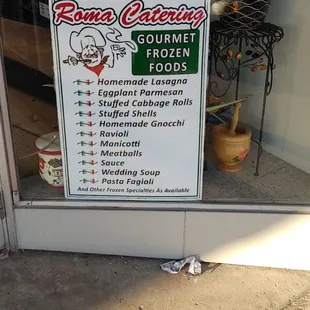 Roma Catering
GOURMET
FROZEN
FOODS
Homemade Lasagna
Eggplant Parmesan
Stuffed Cabbage Rolls
Stuffed Shells
Homemade Gnocchi
Ravioli
Manicotti
Meatballs
Sauce
Wedding Soup
Pasta Fagioli
And Other Frozen Specialties As Available